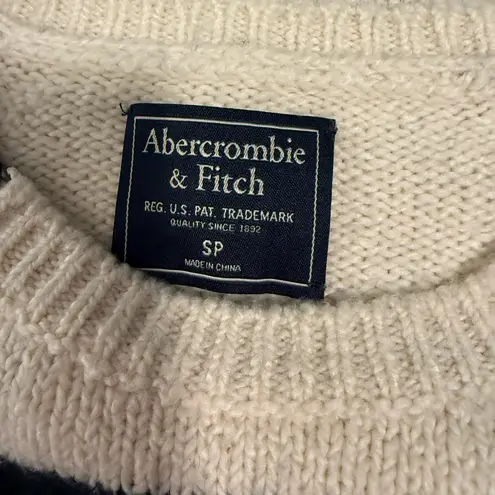 Abercrombie
& Fitch
REG. U.S. PAT. TRADEMARK
QUALITY SINCE 1892
SP
MADE IN CHINA